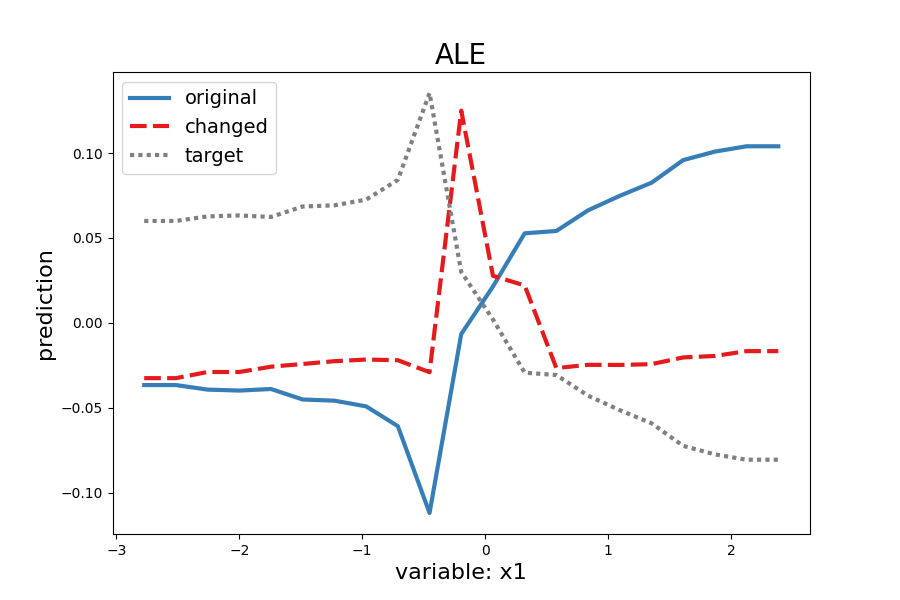 ALE
original
changed
target
prediction
0.10
0.05
0.00
−0.05
−0.10
−3
−2
−1
0
1
2
variable: x1